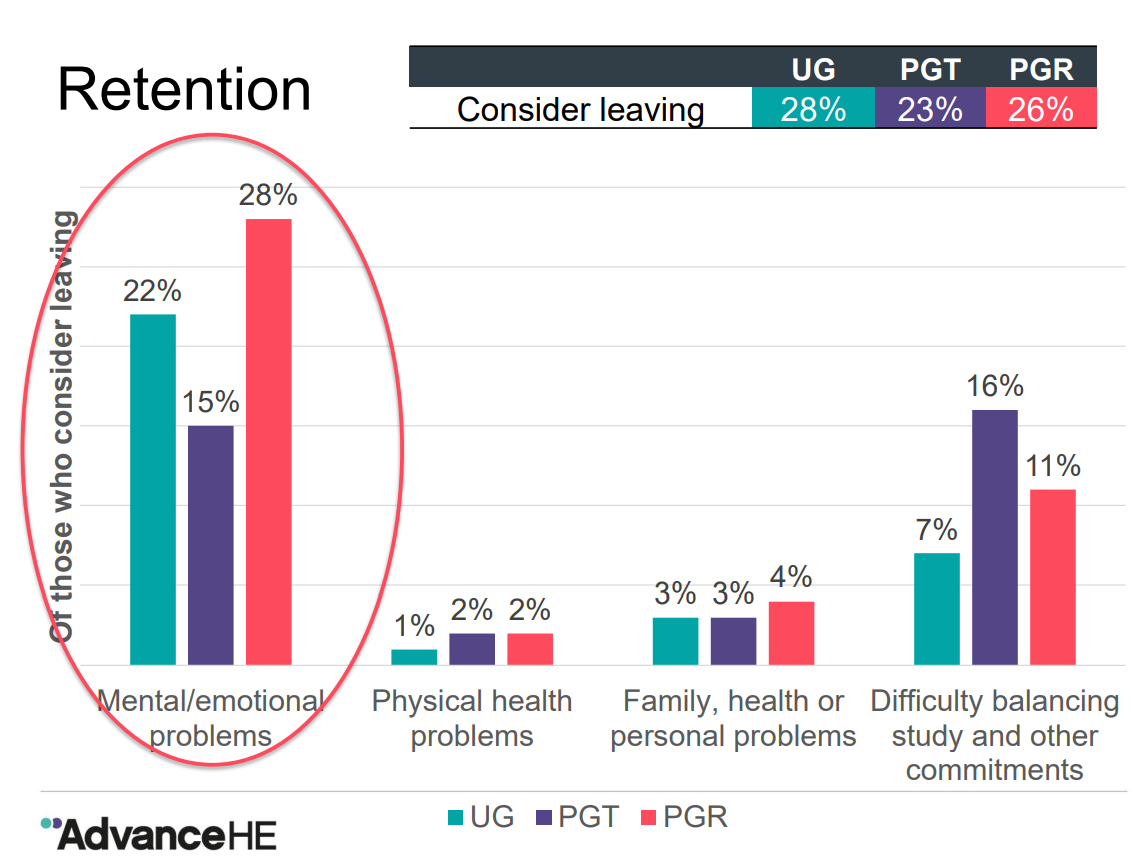 Retention
UG PGT PGR
Consider leaving 28% 23% 26%
Of those who consider leaving
22% 15% 28%
1% 2% 2%
3% 3% 4%
7% 16% 11%
Mental/emotional
problems
Physical health
problems
Family, health or
personal problems
Difficulty balancing
study and other
commitments
UG PGT PGR
AdvanceHE